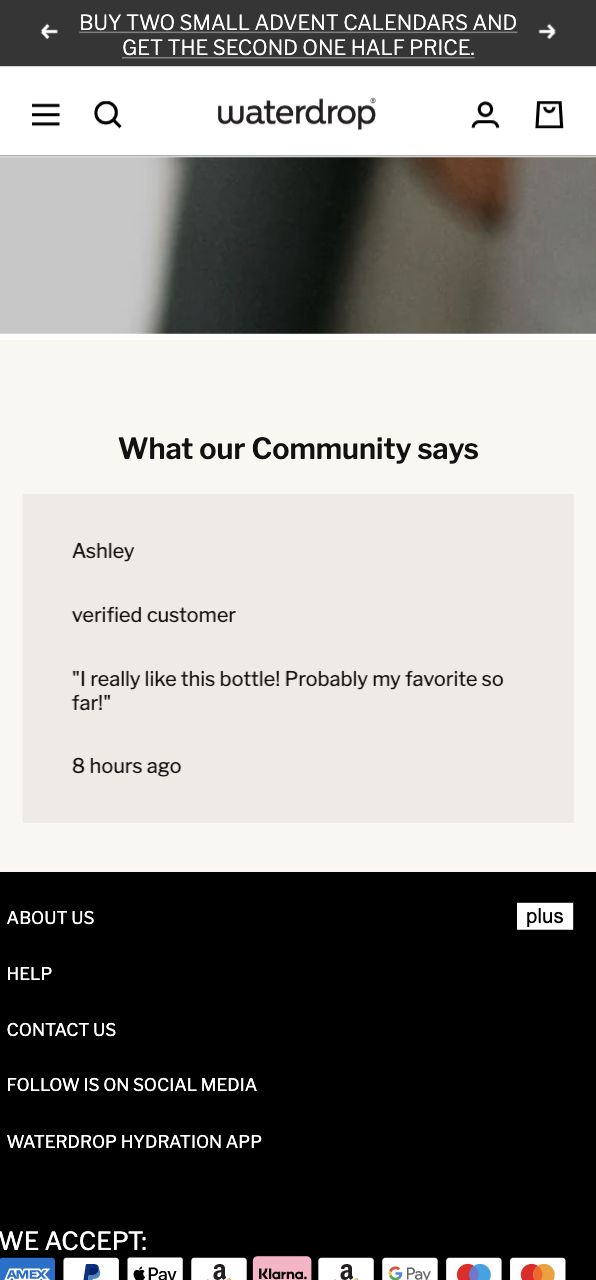 BUY TWO SMALL ADVENT CALENDARS AND
GET THE SECOND ONE HALF PRICE.
waterdrop®
What our Community says
Ashley
verified customer
"I really like this bottle! Probably my favorite so
far!"
8 hours ago
ABOUT US
plus
HELP
CONTACT US
FOLLOW IS ON SOCIAL MEDIA
WATERDROP HYDRATION APP
WE ACCEPT:
AMEX P Pay a Klarna. a G Pay